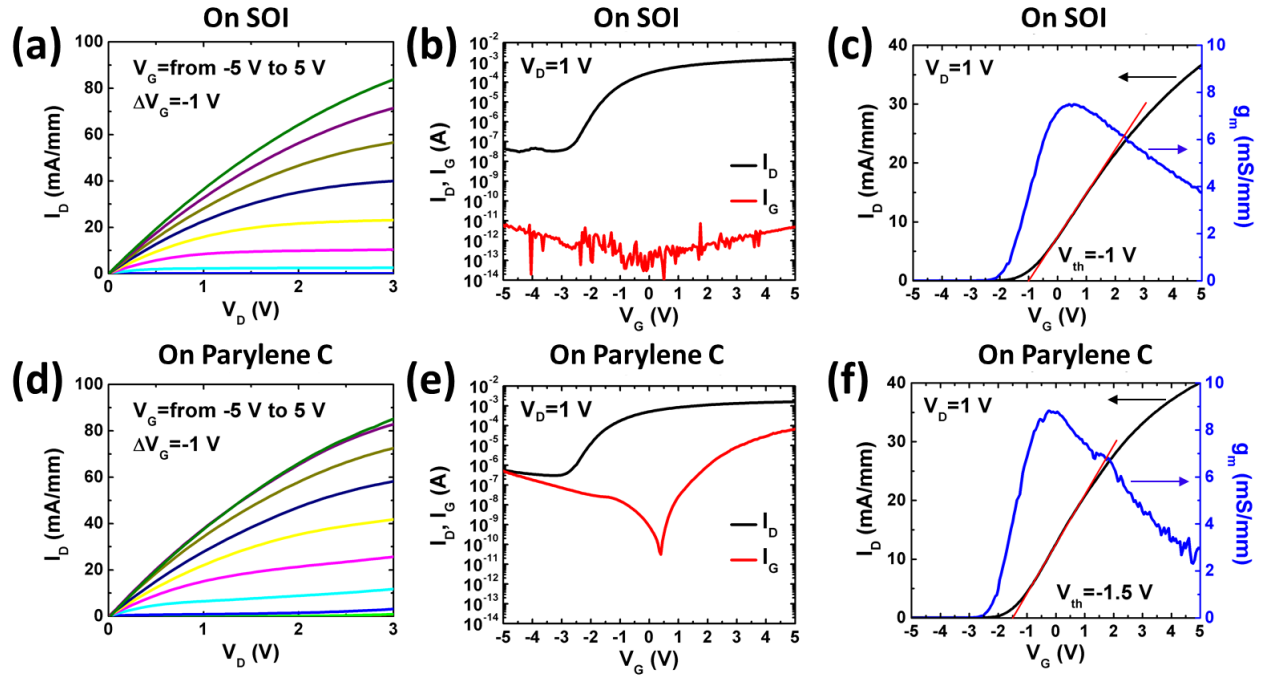 On SOI
(a)
I_D (mA/mm)
100
80
60
40
20
0
V_G=from -5 V to 5 V
ΔV_G=-1 V
0 1 2 3
V_D (V)
(b)
I_D, I_G (A)
10^-2
10^-3
10^-4
10^-5
10^-6
10^-7
10^-8
10^-9
10^-10
10^-11
10^-12
10^-13
10^-14
V_D=1 V
I_D
I_G
-5 -4 -3 -2 -1 0 1 2 3 4 5
V_G (V)
On SOI
(c)
I_D (mA/mm)
40
30
20
10
0
V_D=1 V
V_th=-1 V
10
8
6
4
2
0
g_m (mS/mm)
-5 -4 -3 -2 -1 0 1 2 3 4 5
V_G (V)
On Parylene C
(d)
I_D (mA/mm)
100
80
60
40
20
0
V_G=from -5 V to 5 V
ΔV_G=-1 V
0 1 2 3
V_D (V)
(e)
I_D, I_G (A)
10^-2
10^-3
10^-4
10^-5
10^-6
10^-7
10^-8
10^-9
10^-10
10^-11
10^-12
10^-13
10^-14
V_D=1 V
I_D
I_G
-5 -4 -3 -2 -1 0 1 2 3 4 5
V_G (V)
On Parylene C
(f)
I_D (mA/mm)
40
30
20
10
0
V_D=1 V
V_th=-1.5 V
10
8
6
4
2
0
g_m (mS/mm)
-5 -4 -3 -2 -1 0 1 2 3 4 5
V_G (V)